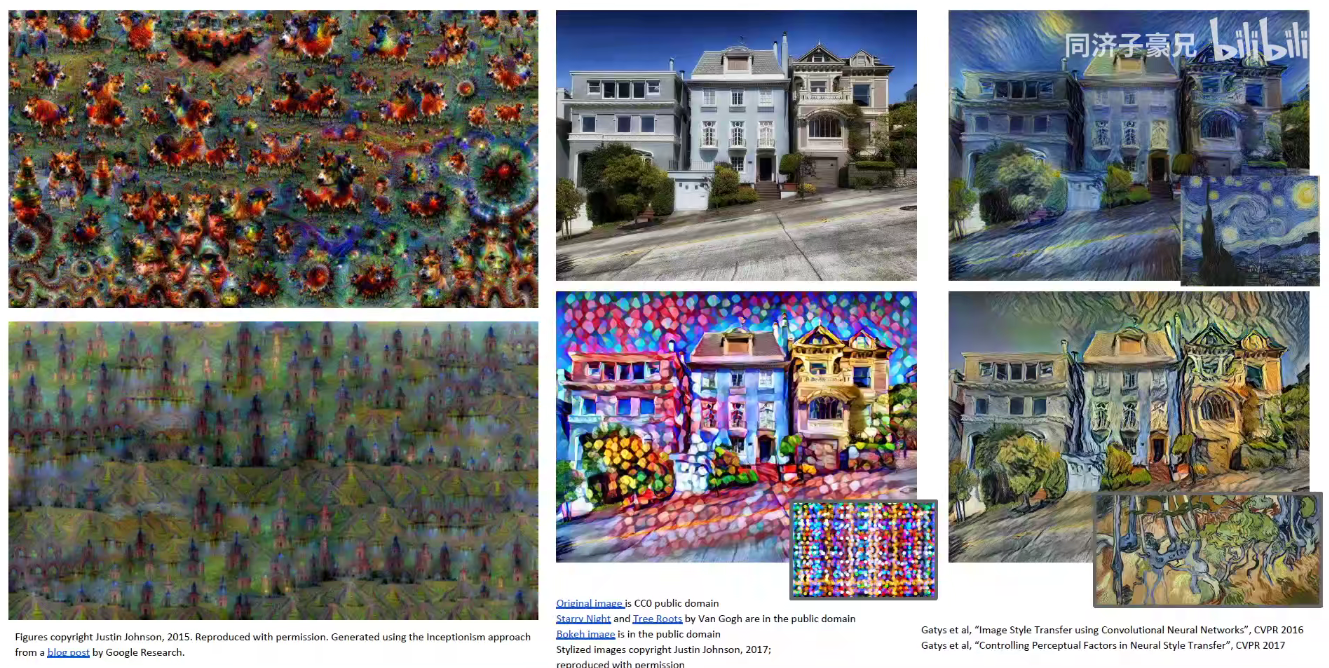 同济子豪兄 bilibili
Figures copyright Justin Johnson, 2015. Reproduced with permission. Generated using the Inceptionism approach
from a blog post by Google Research.
Original image is CC0 public domain
Starry Night and Tree Roots by Van Gogh are in the public domain
Bokeh image is in the public domain
Stylized images copyright Justin Johnson, 2017;
reproduced with permission
Gatys et al, “Image Style Transfer using Convolutional Neural Networks”, CVPR 2016
Gatys et al, “Controlling Perceptual Factors in Neural Style Transfer”, CVPR 2017